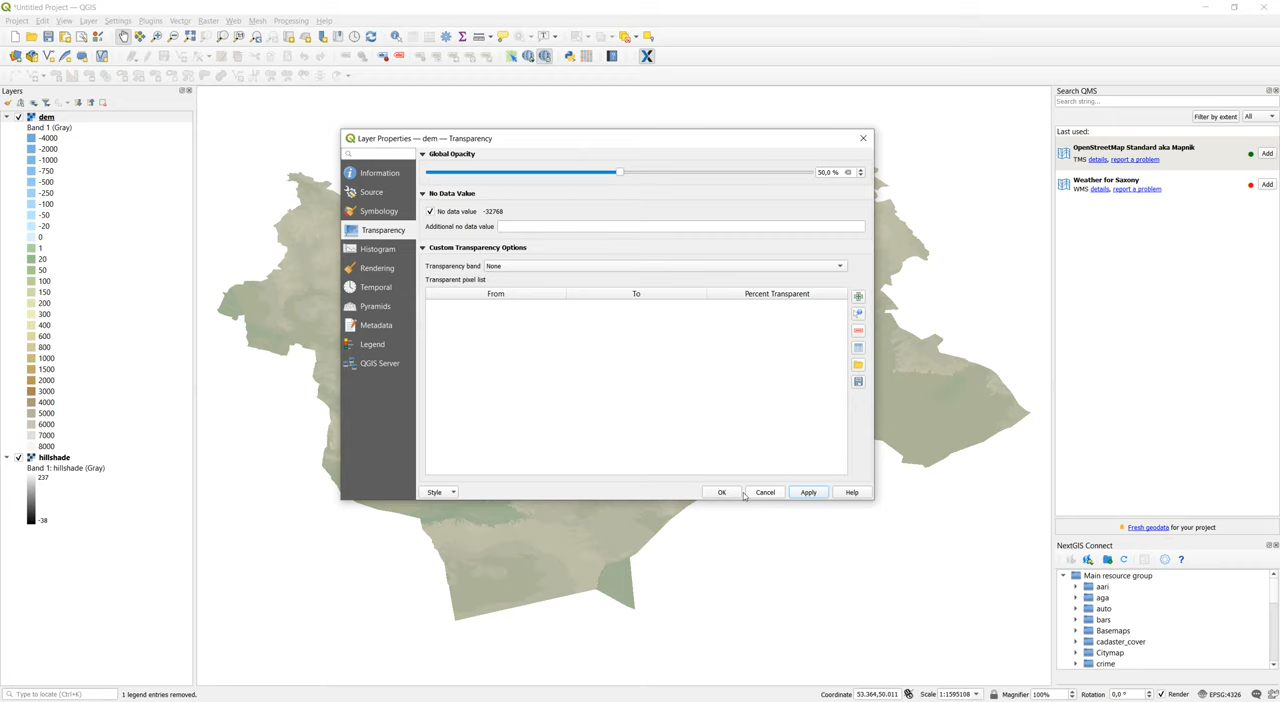 *Untitled Project — QGIS
Project Edit View Layer Settings Plugins Vector Raster Web Mesh Processing Help
Layers
dem
Band 1 (Gray)
-4000
-2000
-1000
-750
-500
-250
-100
-50
-20
0
1
20
50
100
150
200
300
400
600
800
1000
1500
2000
3000
4000
5000
6000
7000
8000
hillshade
Band 1: hillshade (Gray)
237
-38
Layer Properties — dem — Transparency
Information
Source
Symbology
Transparency
Histogram
Rendering
Temporal
Pyramids
Metadata
Legend
QGIS Server
Global Opacity
50,0 %
No Data Value
No data value -32768
Additional no data value
Custom Transparency Options
Transparency band None
Transparent pixel list
From To Percent Transparent
Style OK Cancel Apply Help
Search QMS
Search string...
Filter by extent All
Last used:
OpenStreetMap Standard aka Mapnik
TMS details, report a problem Add
Weather for Saxony
WMS details, report a problem Add
Fresh geodata for your project
NextGIS Connect
Main resource group
aari
aga
auto
bars
Basemaps
cadaster_cover
Citymap
crime
Type to locate (Ctrl+K) 1 legend entries removed. Coordinate 53.364,50.011 Scale 1:1595108 Magnifier 100% Rotation 0,0 ° Render EPSG:4326